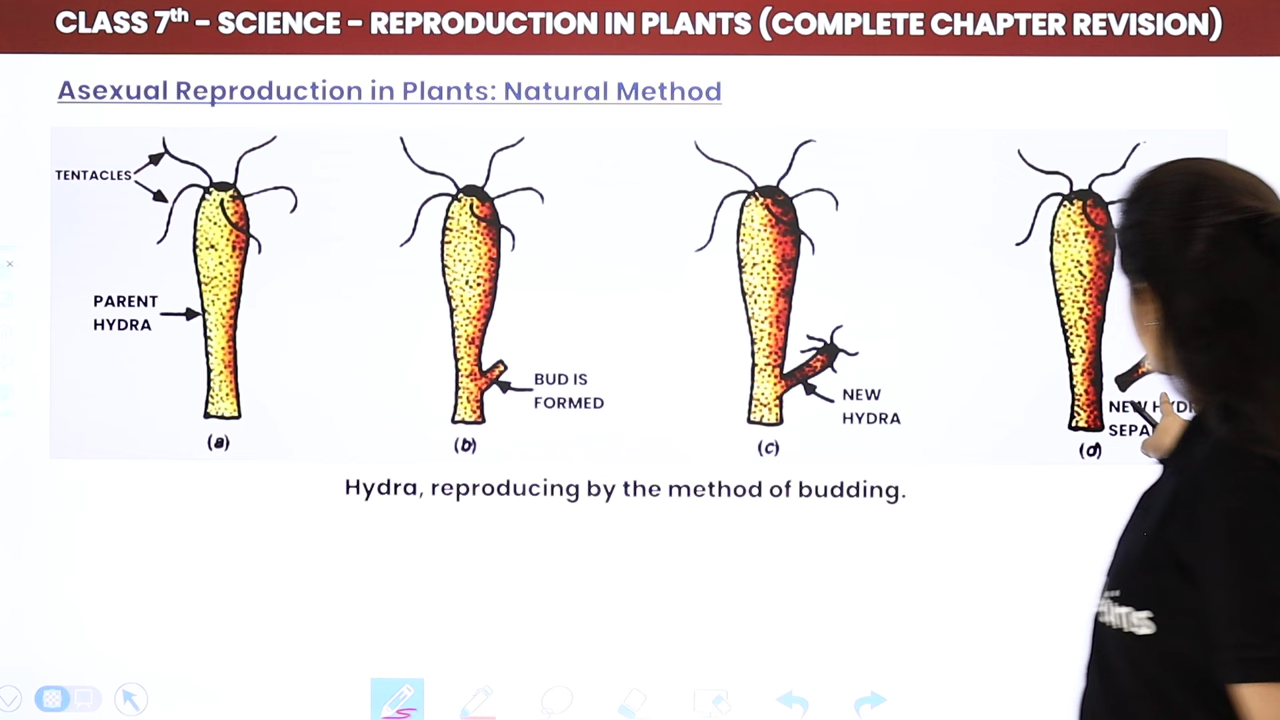 CLASS 7th – SCIENCE – REPRODUCTION IN PLANTS (COMPLETE CHAPTER REVISION)
Asexual Reproduction in Plants: Natural Method
TENTACLES
PARENT
HYDRA
(a)
BUD IS
FORMED
(b)
NEW
HYDRA
(c)
NEW HYDR
SEPA
(d)
Hydra, reproducing by the method of budding.